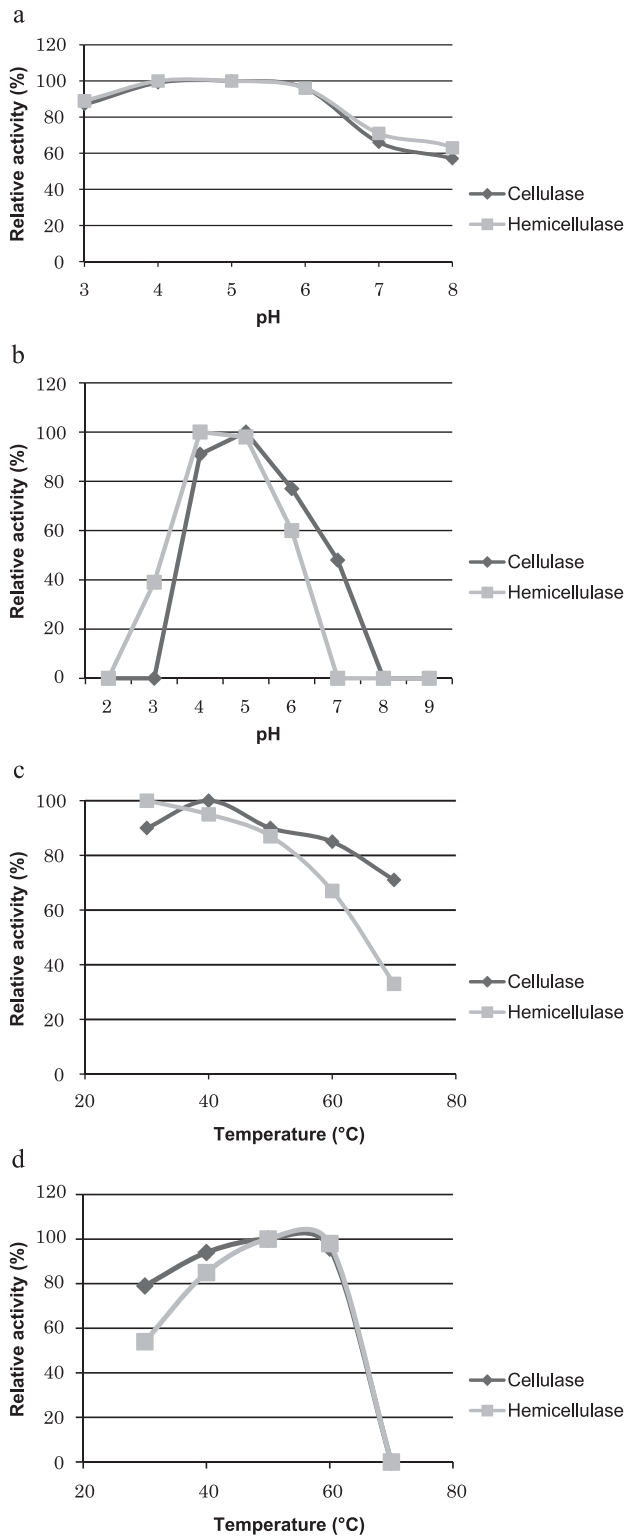 a
120
100
80
60
40
20
0
Relative activity (%)
3 4 5 6 7 8
pH
Cellulase
Hemicellulase
b
120
100
80
60
40
20
0
Relative activity (%)
2 3 4 5 6 7 8 9
pH
Cellulase
Hemicellulase
c
100
80
60
40
20
0
Relative activity (%)
20 40 60 80
Temperature (°C)
Cellulase
Hemicellulase
d
120
100
80
60
40
20
0
Relative activity (%)
20 40 60 80
Temperature (°C)
Cellulase
Hemicellulase